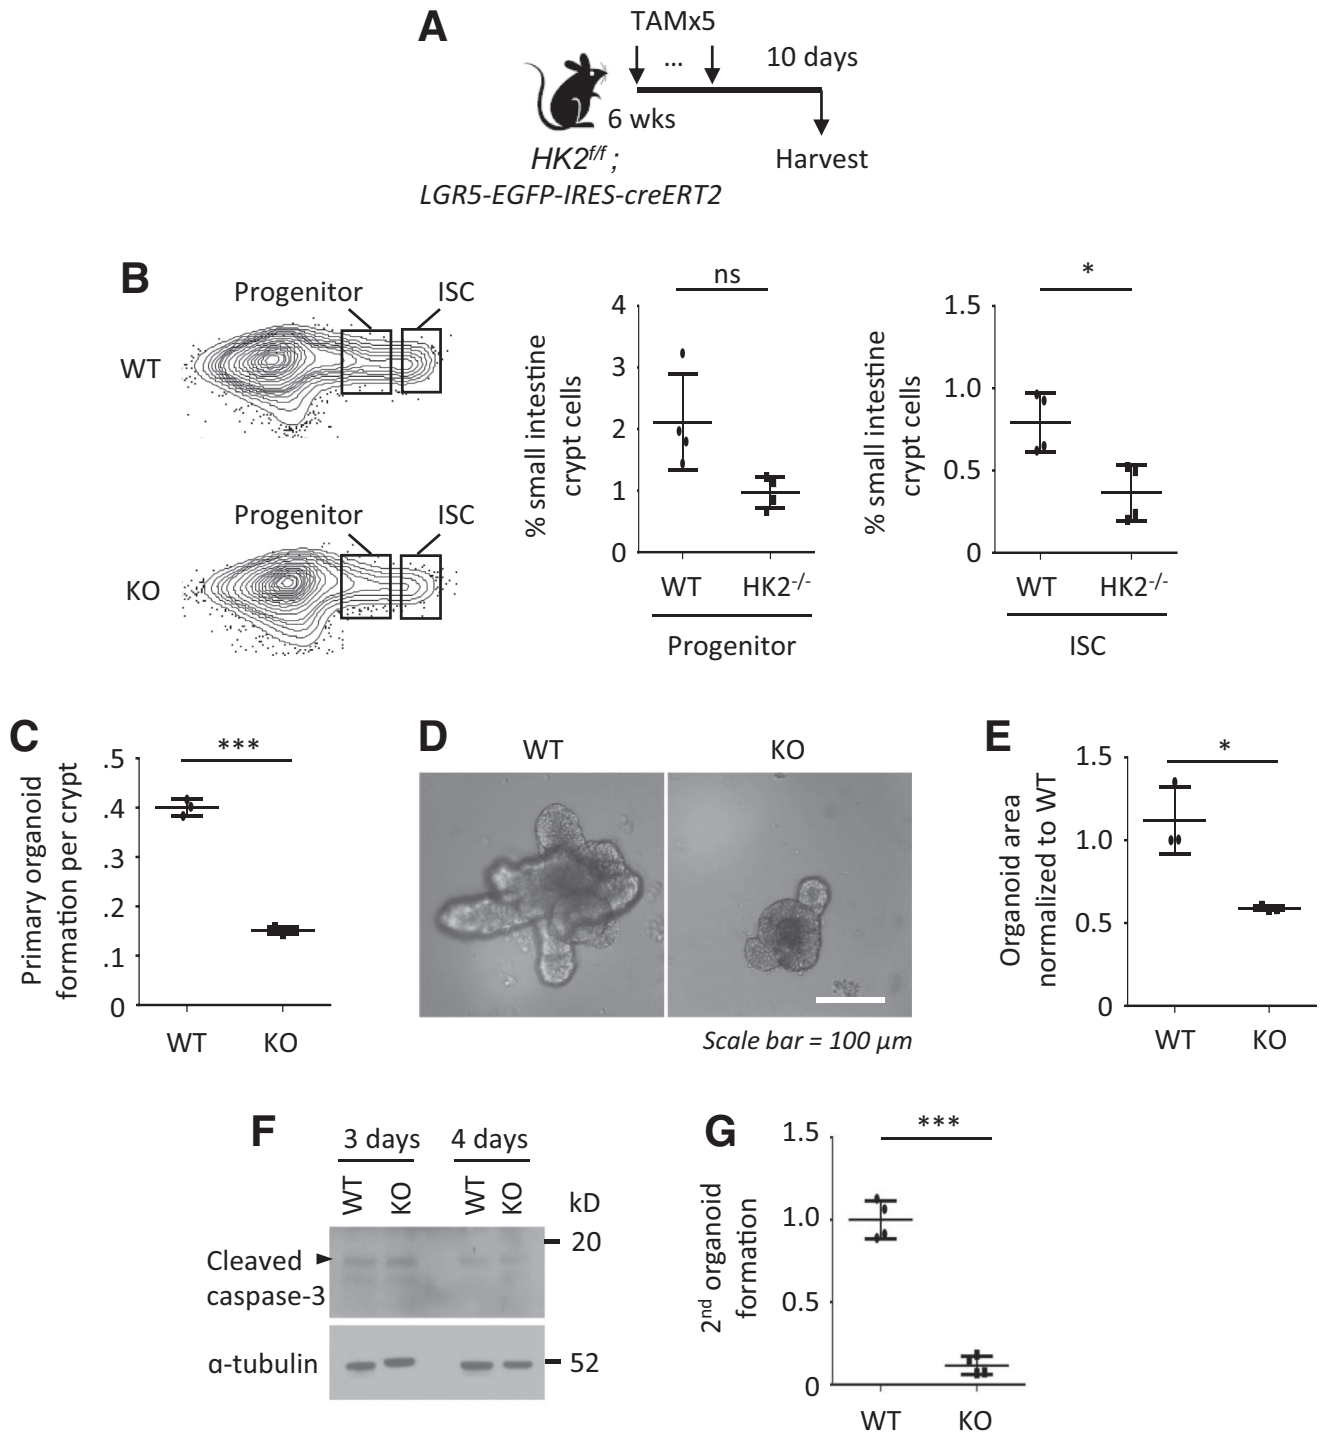 A
TAMx5
...
10 days
6 wks
HK2f/f ;
Harvest
LGR5-EGFP-IRES-creERT2
B
Progenitor
ISC
WT
Progenitor
ISC
KO
ns
4
3
2
1
0
% small intestine
crypt cells
WT
HK2-/-
Progenitor
*
1.5
1.0
0.5
0
% small intestine
crypt cells
WT
HK2-/-
ISC
C
***
.5
.4
.3
.2
.1
0
Primary organoid
formation per crypt
WT
KO
D
WT
KO
Scale bar = 100 μm
E
*
1.5
1.0
0.5
0
Organoid area
normalized to WT
WT
KO
F
3 days
4 days
WT
KO
WT
KO
kD
20
Cleaved
caspase-3
α-tubulin
52
G
***
1.5
1.0
0.5
0
2nd organoid
formation
WT
KO